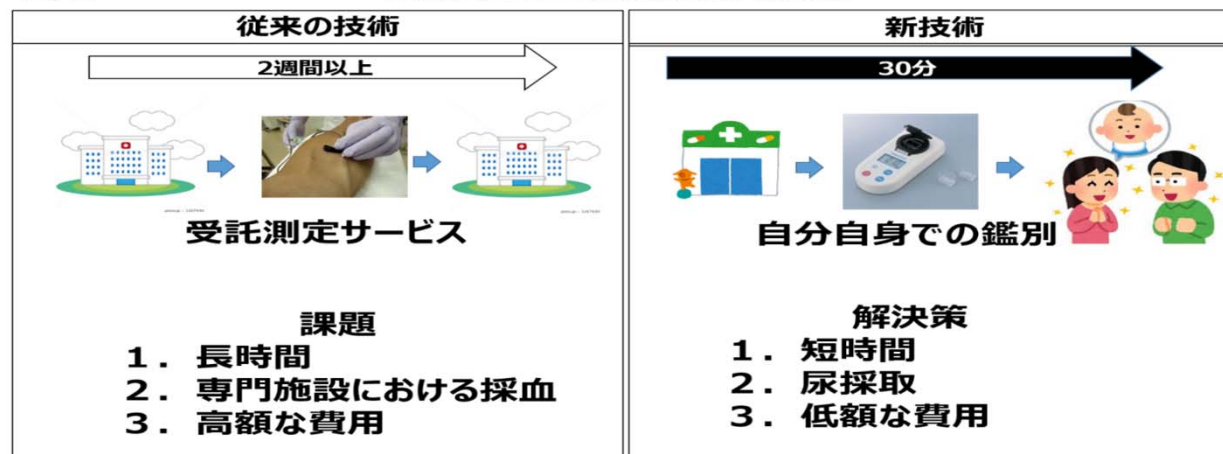 従来の技術
2週間以上
受託測定サービス
課題
1. 長時間
2. 専門施設における採血
3. 高額な費用
新技術
30分
自分自身での鑑別
解決策
1. 短時間
2. 尿採取
3. 低額な費用